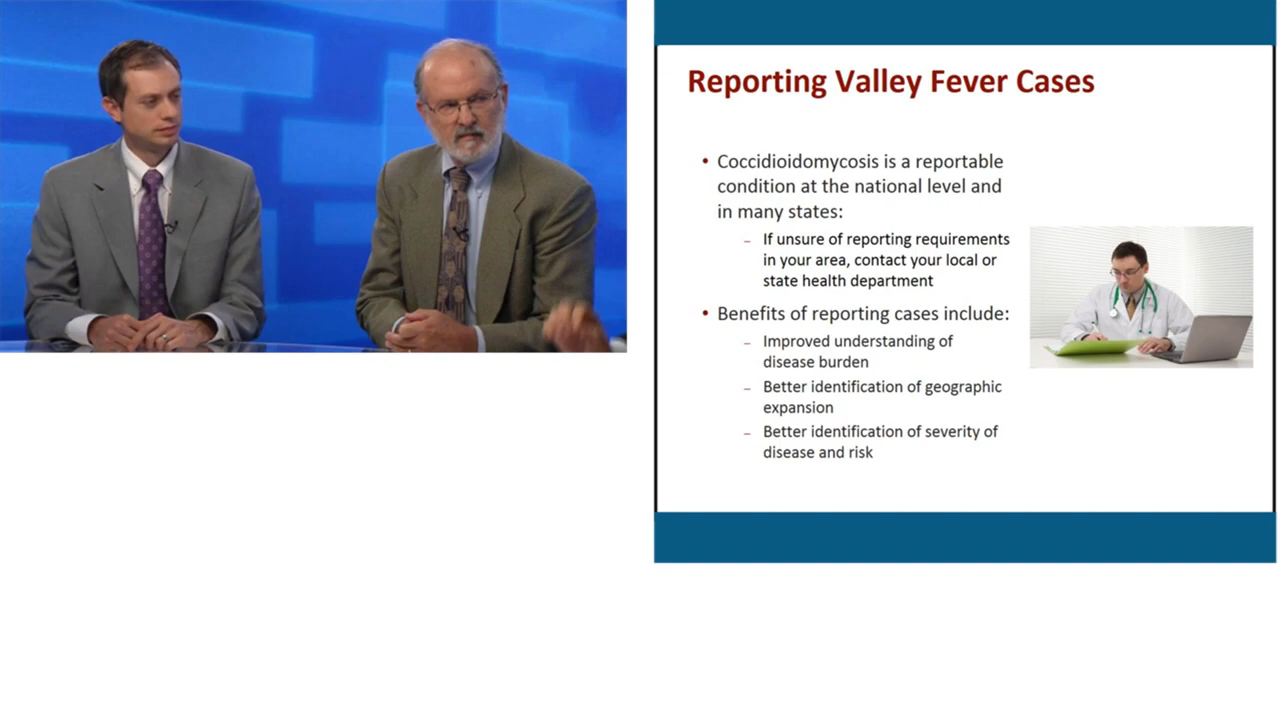 Reporting Valley Fever Cases
• Coccidioidomycosis is a reportable
condition at the national level and
in many states:
– If unsure of reporting requirements
in your area, contact your local or
state health department
• Benefits of reporting cases include:
– Improved understanding of
disease burden
– Better identification of geographic
expansion
– Better identification of severity of
disease and risk